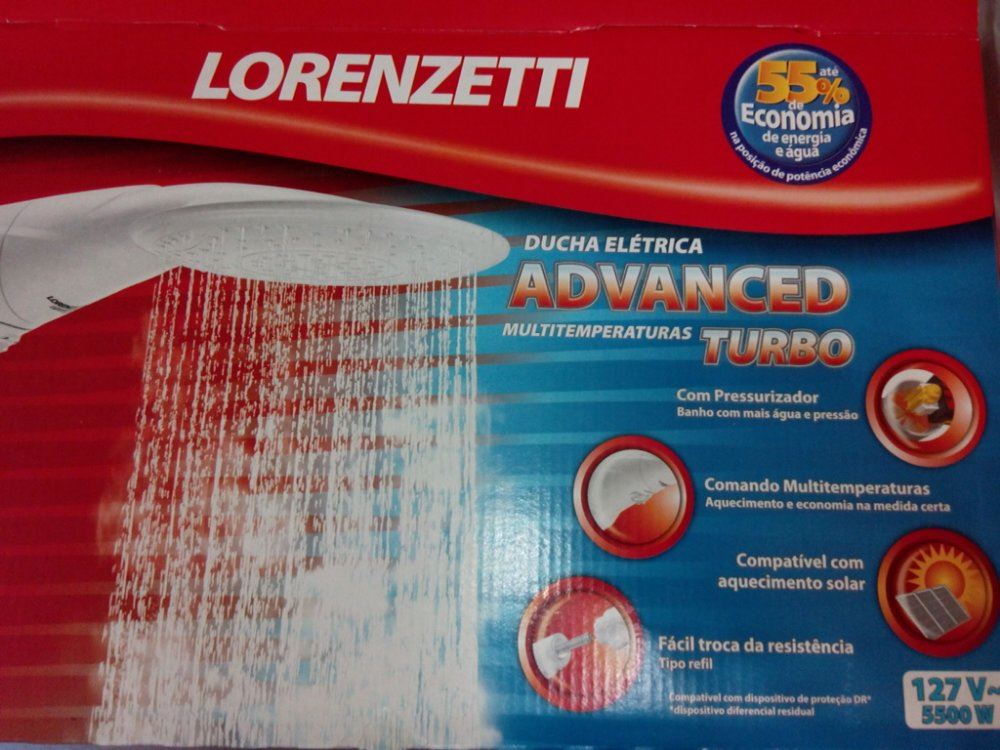 LORENZETTI
até
55%
de
Economia
de energia
e água
na posição de potência econômica
DUCHA ELÉTRICA
ADVANCED
MULTITEMPERATURAS TURBO
Com Pressurizador
Banho com mais água e pressão
Comando Multitemperaturas
Aquecimento e economia na medida certa
Compatível com
aquecimento solar
Fácil troca da resistência
Tipo refil
Compatível com dispositivo de proteção DR*
*dispositivo diferencial residual
127 V~
5500 W